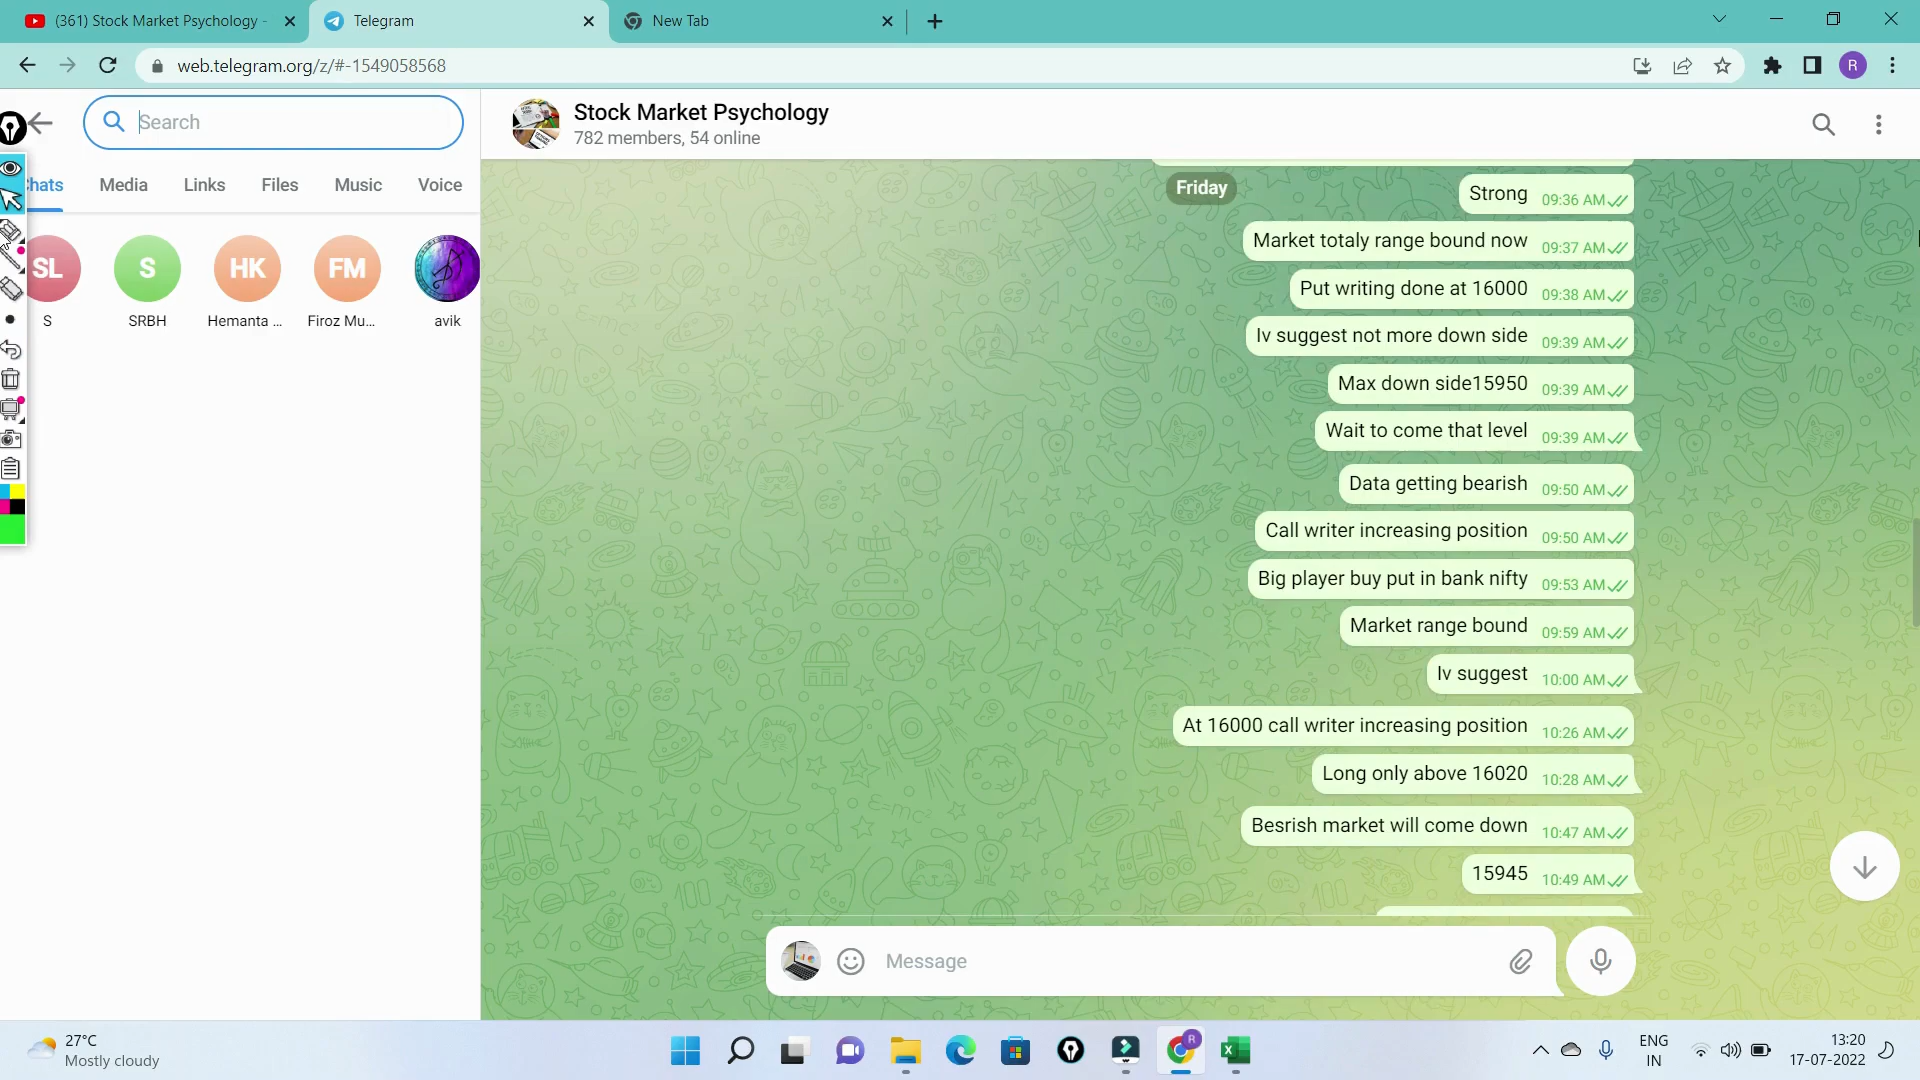 (361) Stock Market Psychology -
Telegram
New Tab
web.telegram.org/z/#-1549058568
R
Search
Stock Market Psychology
782 members, 54 online
hats
Media
Links
Files
Music
Voice
SL
S
HK
FM
S
SRBH
Hemanta ...
Firoz Mu...
avik
Friday
Strong 09:36 AM
Market totaly range bound now 09:37 AM
Put writing done at 16000 09:38 AM
Iv suggest not more down side 09:39 AM
Max down side15950 09:39 AM
Wait to come that level 09:39 AM
Data getting bearish 09:50 AM
Call writer increasing position 09:50 AM
Big player buy put in bank nifty 09:53 AM
Market range bound 09:59 AM
Iv suggest 10:00 AM
At 16000 call writer increasing position 10:26 AM
Long only above 16020 10:28 AM
Besrish market will come down 10:47 AM
15945 10:49 AM
Message
27°C
Mostly cloudy
R
ENG
IN
13:20
17-07-2022